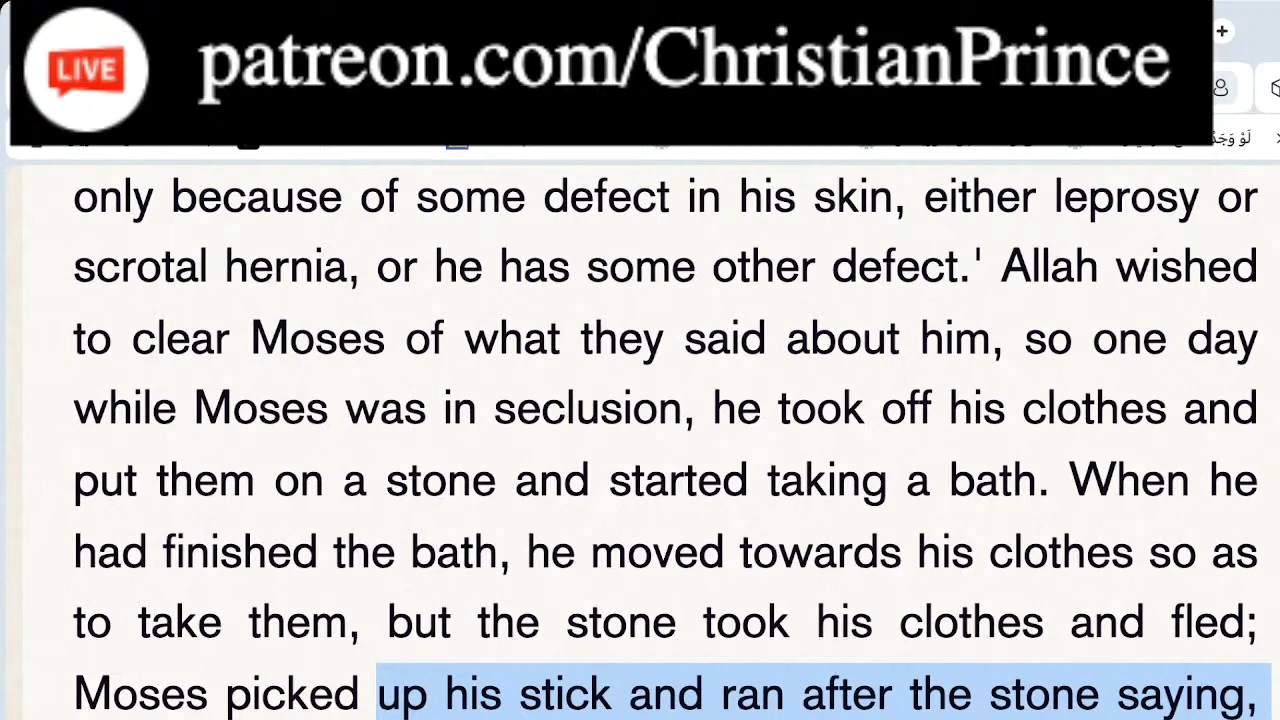 LIVE
patreon.com/ChristianPrince
only because of some defect in his skin, either leprosy or
scrotal hernia, or he has some other defect.' Allah wished
to clear Moses of what they said about him, so one day
while Moses was in seclusion, he took off his clothes and
put them on a stone and started taking a bath. When he
had finished the bath, he moved towards his clothes so as
to take them, but the stone took his clothes and fled;
Moses picked up his stick and ran after the stone saying,